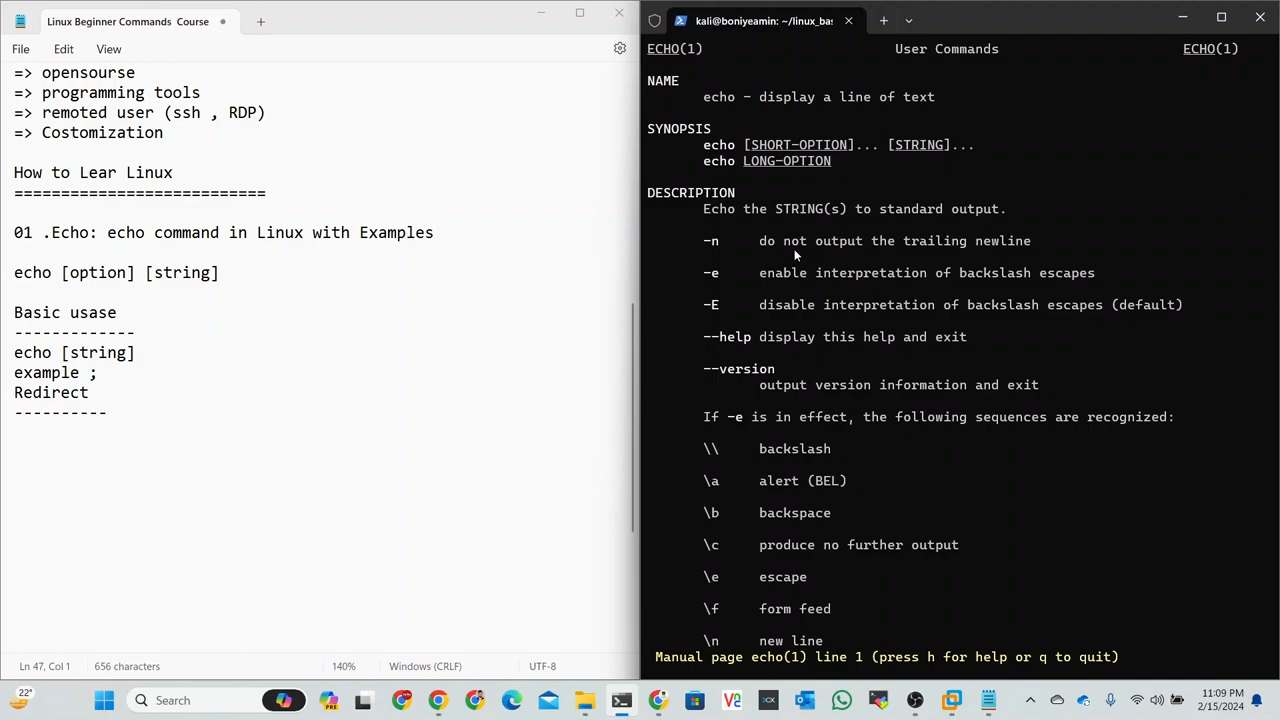 Linux Beginner Commands Course
File Edit View
=> opensourse
=> programming tools
=> remoted user (ssh , RDP)
=> Costomization
How to Lear Linux
===========================
01 .Echo: echo command in Linux with Examples
echo [option] [string]
Basic usase
-------------
echo [string]
example ;
Redirect
----------
Ln 47, Col 1 656 characters 140% Windows (CRLF) UTF-8
kali@boniyeamin: ~/linux_ba
ECHO(1) User Commands ECHO(1)
NAME
echo - display a line of text
SYNOPSIS
echo [SHORT-OPTION]... [STRING]...
echo LONG-OPTION
DESCRIPTION
Echo the STRING(s) to standard output.
-n do not output the trailing newline
-e enable interpretation of backslash escapes
-E disable interpretation of backslash escapes (default)
--help display this help and exit
--version
output version information and exit
If -e is in effect, the following sequences are recognized:
\\ backslash
\a alert (BEL)
\b backspace
\c produce no further output
\e escape
\f form feed
\n new line
Manual page echo(1) line 1 (press h for help or q to quit)
22°
Search
11:09 PM
2/15/2024